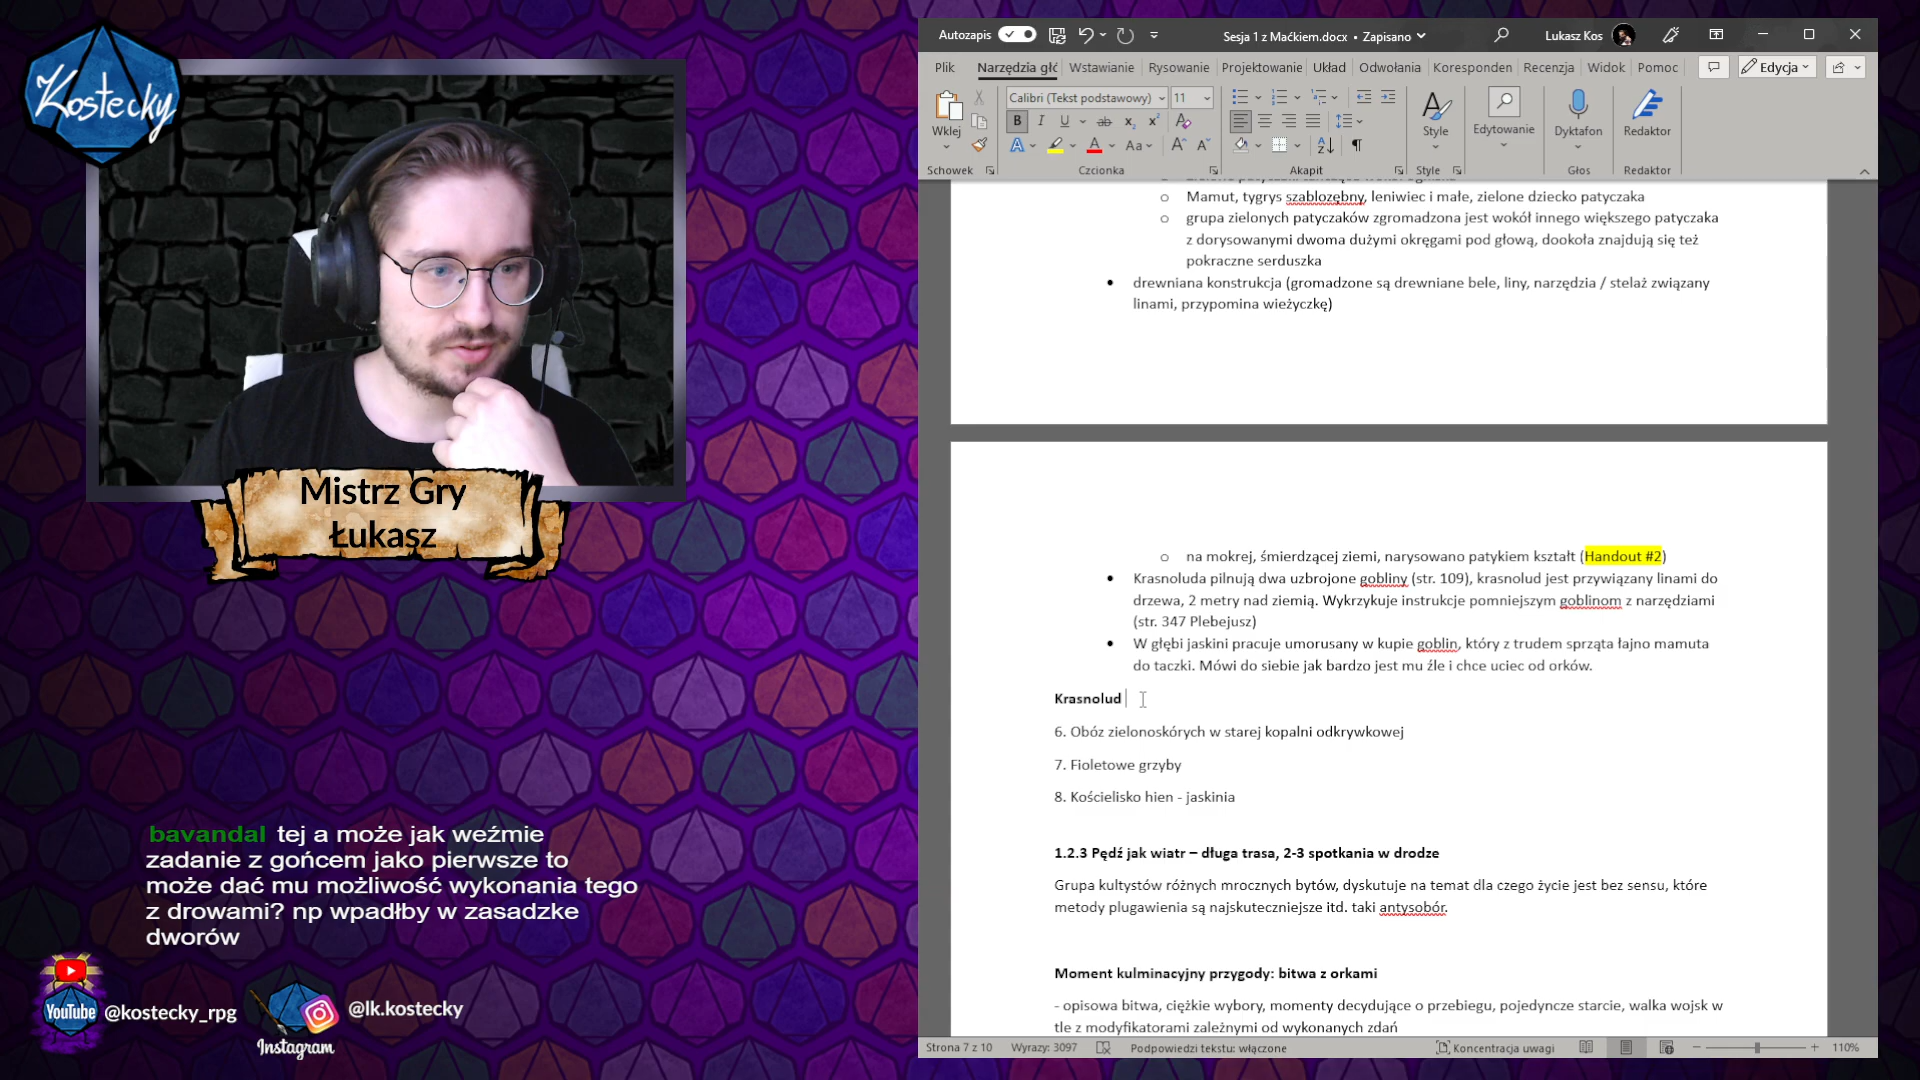 Kostecky
Mistrz Gry
Łukasz
bavandal tej a może jak weźmie
zadanie z gońcem jako pierwsze to
może dać mu możliwość wykonania tego
z drowami? np wpadłby w zasadzke
dworów
YouTube @kostecky_rpg
Instagram @lk.kostecky
Autozapis
Sesja 1 z Maćkiem.docx • Zapisano
Lukasz Kos
Plik Narzędzia głó Wstawianie Rysowanie Projektowanie Układ Odwołania Koresponden Recenzja Widok Pomoc Edycja
Calibri (Tekst podstawowy) 11
Wklej
Style
Edytowanie
Dyktafon
Redaktor
Schowek Czcionka Akapit Style Głos Redaktor
Mamut, tygrys szablozębny, leniwiec i małe, zielone dziecko patyczaka
grupa zielonych patyczaków zgromadzona jest wokół innego większego patyczaka
z dorysowanymi dwoma dużymi okręgami pod głową, dookoła znajdują się też
pokraczne serduszka
drewniana konstrukcja (gromadzone są drewniane bele, liny, narzędzia / stelaż związany
linami, przypomina wieżyczkę)
na mokrej, śmierdzącej ziemi, narysowano patykiem kształt (Handout #2)
Krasnoluda pilnują dwa uzbrojone gobliny (str. 109), krasnolud jest przywiązany linami do
drzewa, 2 metry nad ziemią. Wykrzykuje instrukcje pomniejszym goblinom z narzędziami
(str. 347 Plebejusz)
W głębi jaskini pracuje umorusany w kupie goblin, który z trudem sprząta łajno mamuta
do taczki. Mówi do siebie jak bardzo jest mu źle i chce uciec od orków.
Krasnolud
6. Obóz zielonoskórych w starej kopalni odkrywkowej
7. Fioletowe grzyby
8. Kościelisko hien - jaskinia
1.2.3 Pędź jak wiatr – długa trasa, 2-3 spotkania w drodze
Grupa kultystów różnych mrocznych bytów, dyskutuje na temat dla czego życie jest bez sensu, które
metody plugawienia są najskuteczniejsze itd. taki antysobór.
Moment kulminacyjny przygody: bitwa z orkami
- opisowa bitwa, ciężkie wybory, momenty decydujące o przebiegu, pojedyncze starcie, walka wojsk w
tle z modyfikatorami zależnymi od wykonanych zdań
Strona 7 z 10 Wyrazy: 3097 Podpowiedzi tekstu: włączone Koncentracja uwagi 110%